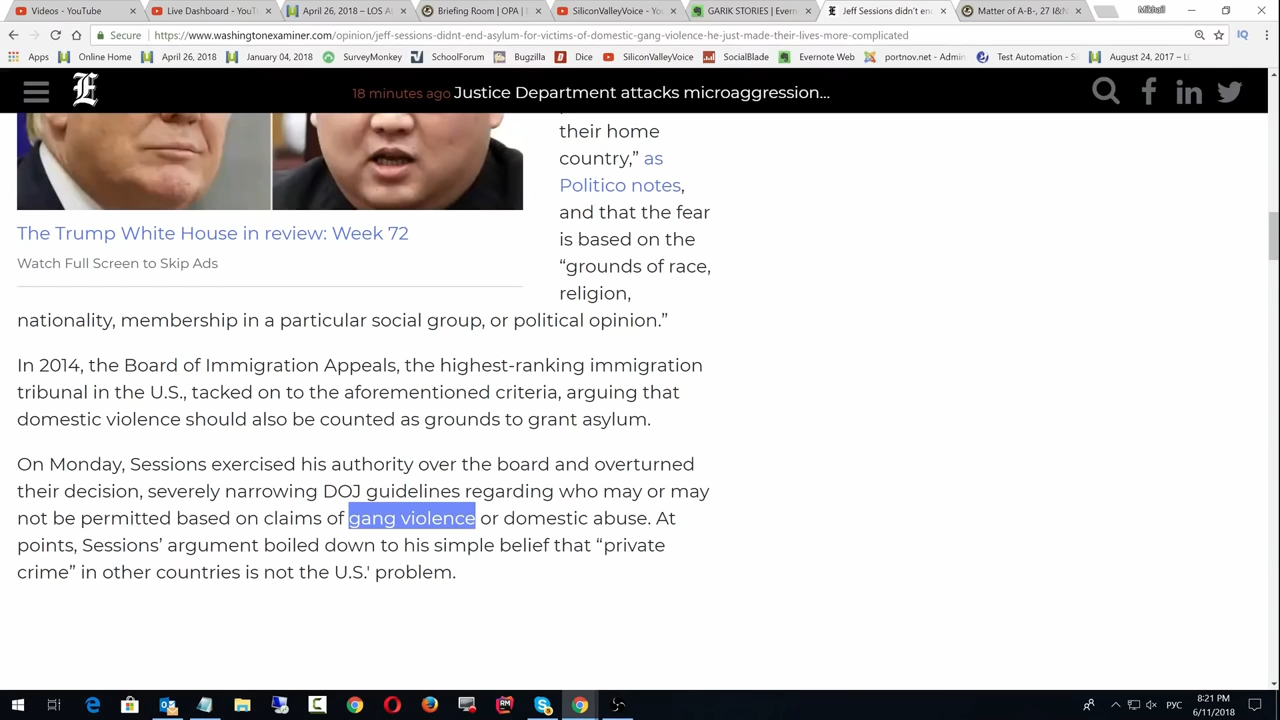 Videos - YouTube
Live Dashboard - YouTub
April 26, 2018 – LOS A
Briefing Room | OPA |
SiliconValleyVoice - Yo
GARIK STORIES | Evern
Jeff Sessions didn't en
Matter of A-B-, 27 I&N
Mikhail
Secure
https://www.washingtonexaminer.com/opinion/jeff-sessions-didnt-end-asylum-for-victims-of-domestic-gang-violence-he-just-made-their-lives-more-complicated
IQ
Apps
Online Home
April 26, 2018
January 04, 2018
SurveyMonkey
SchoolForum
Bugzilla
Dice
SiliconValleyVoice
SocialBlade
Evernote Web
portnov.net - Admin
Test Automation - Si
August 24, 2017 – LO
E
18 minutes ago Justice Department attacks microaggression...
their home
country,” as
Politico notes,
and that the fear
is based on the
“grounds of race,
religion,
The Trump White House in review: Week 72
Watch Full Screen to Skip Ads
nationality, membership in a particular social group, or political opinion.”
In 2014, the Board of Immigration Appeals, the highest-ranking immigration
tribunal in the U.S., tacked on to the aforementioned criteria, arguing that
domestic violence should also be counted as grounds to grant asylum.
On Monday, Sessions exercised his authority over the board and overturned
their decision, severely narrowing DOJ guidelines regarding who may or may
not be permitted based on claims of gang violence or domestic abuse. At
points, Sessions’ argument boiled down to his simple belief that “private
crime” in other countries is not the U.S.' problem.
РУС
8:21 PM
6/11/2018